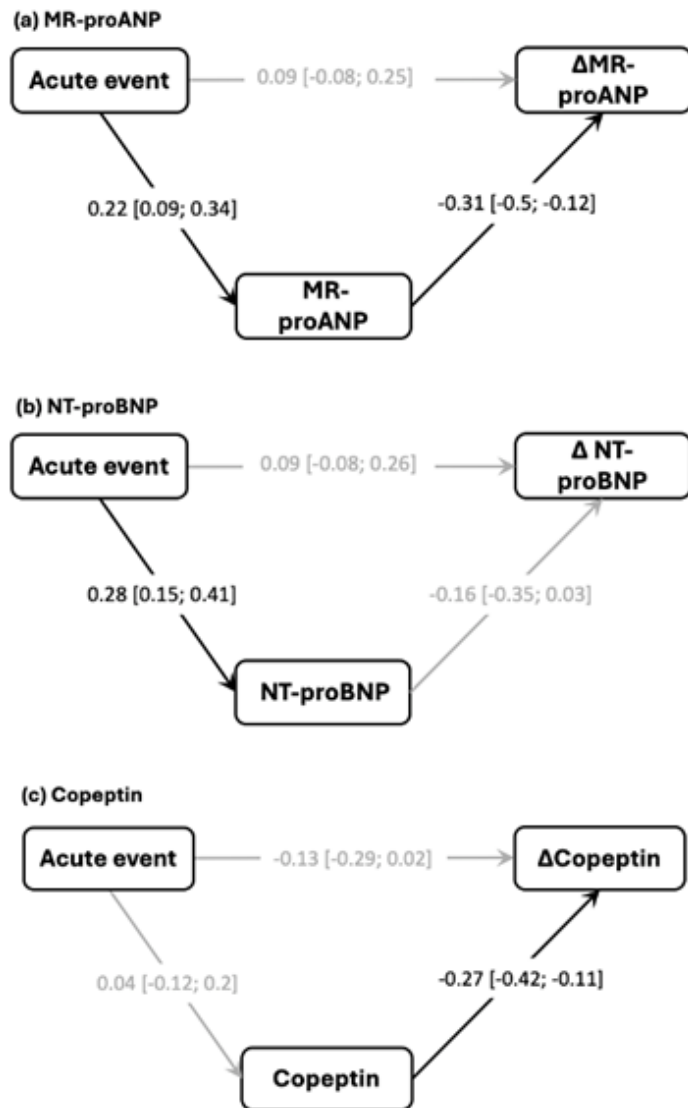 (a) MR-proANP
Acute event
0.09 [-0.08; 0.25]
ΔMR-
proANP
0.22 [0.09; 0.34]
-0.31 [-0.5; -0.12]
MR-
proANP
(b) NT-proBNP
Acute event
0.09 [-0.08; 0.26]
Δ NT-
proBNP
0.28 [0.15; 0.41]
-0.16 [-0.35; 0.03]
NT-proBNP
(c) Copeptin
Acute event
-0.13 [-0.29; 0.02]
ΔCopeptin
0.04 [-0.12; 0.2]
-0.27 [-0.42; -0.11]
Copeptin